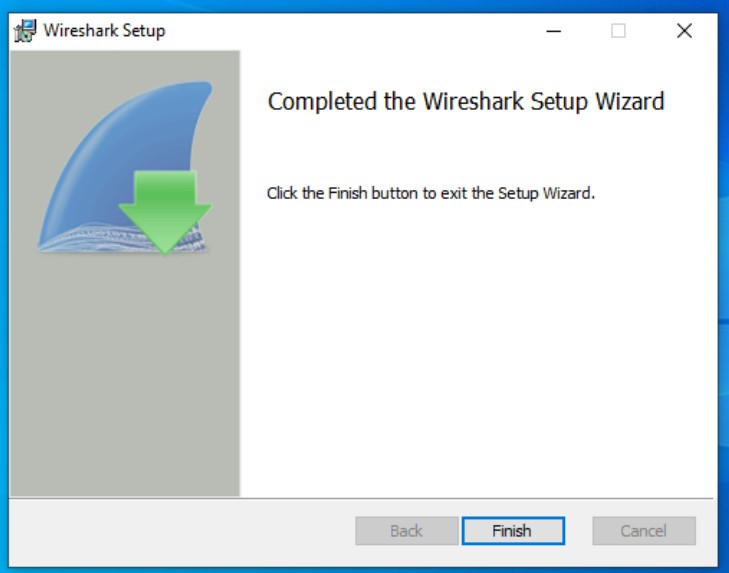 Wireshark Setup
Completed the Wireshark Setup Wizard
Click the Finish button to exit the Setup Wizard.
Back
Finish
Cancel